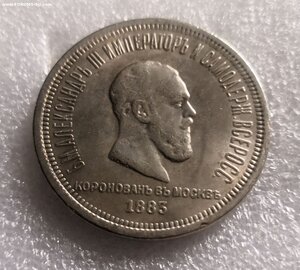 Б.М.АЛЕКСАНДРЪ III ИМПЕРАТОРЪ И САМОДЕРЖ.ВСЕРОСС.
КОРОНОВАНЪ ВЪ МОСКВѢ
1883